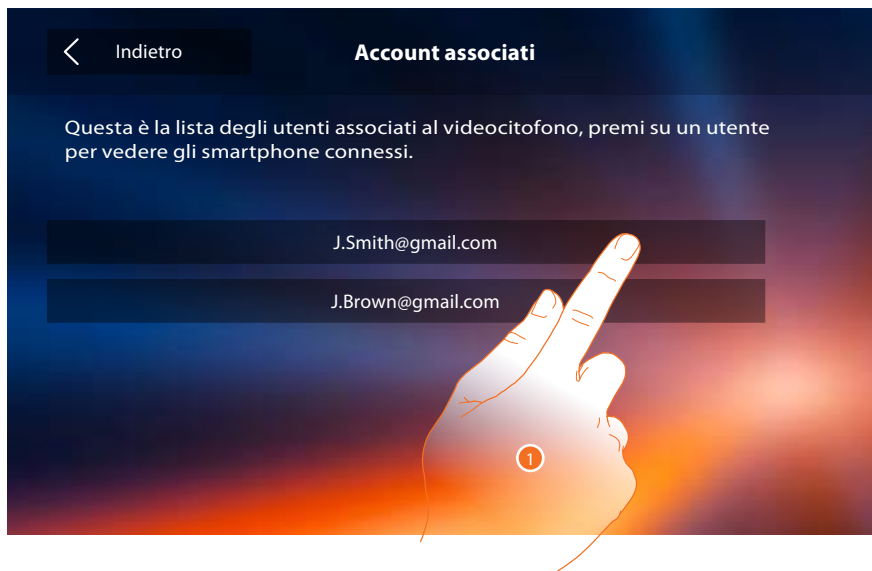 Indietro
Account associati
Questa è la lista degli utenti associati al videocitofono, premi su un utente
per vedere gli smartphone connessi.
J.Smith@gmail.com
J.Brown@gmail.com
1